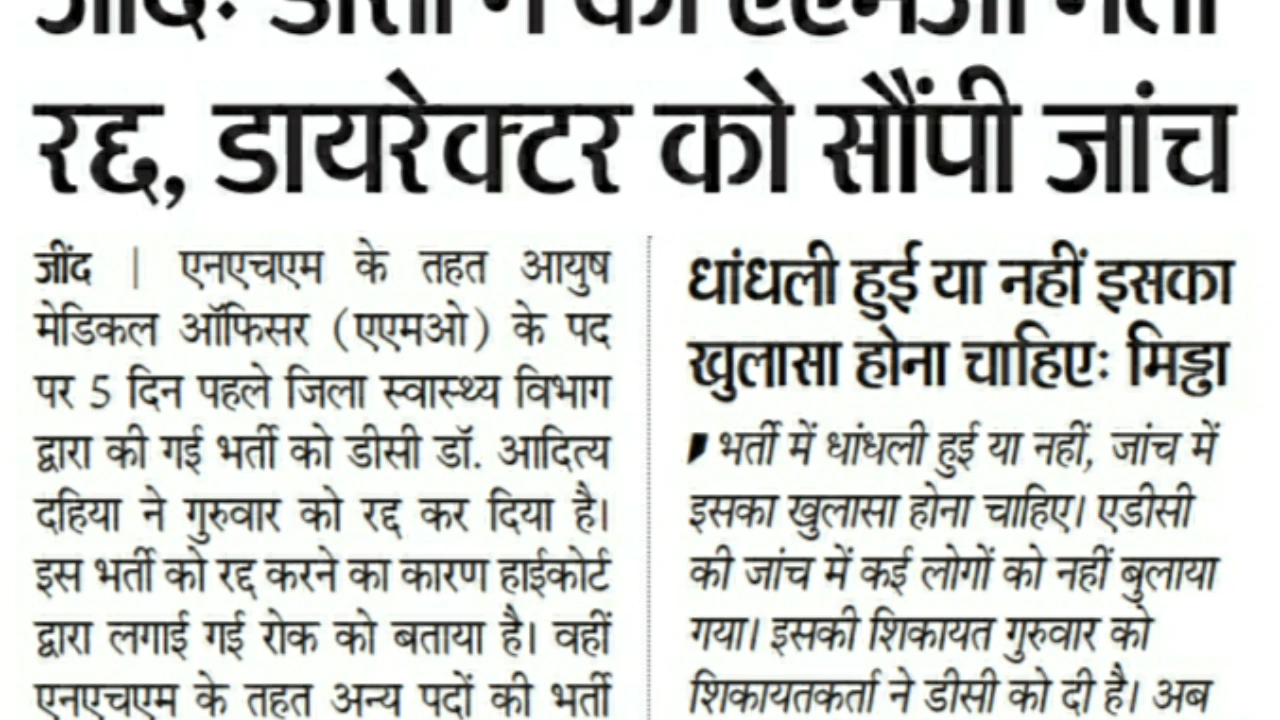 जींदः डीसी ने की एएमओ भर्ती
रद्द, डायरेक्टर को सौंपी जांच
जींद | एनएचएम के तहत आयुष
मेडिकल ऑफिसर (एएमओ) के पद
पर 5 दिन पहले जिला स्वास्थ्य विभाग
द्वारा की गई भर्ती को डीसी डॉ. आदित्य
दहिया ने गुरुवार को रद्द कर दिया है।
इस भर्ती को रद्द करने का कारण हाईकोर्ट
द्वारा लगाई गई रोक को बताया है। वहीं
एनएचएम के तहत अन्य पदों की भर्ती
धांधली हुई या नहीं इसका
खुलासा होना चाहिएः मिड्ढा
भर्ती में धांधली हुई या नहीं, जांच में
इसका खुलासा होना चाहिए। एडीसी
की जांच में कई लोगों को नहीं बुलाया
गया। इसकी शिकायत गुरुवार को
शिकायतकर्ता ने डीसी को दी है। अब